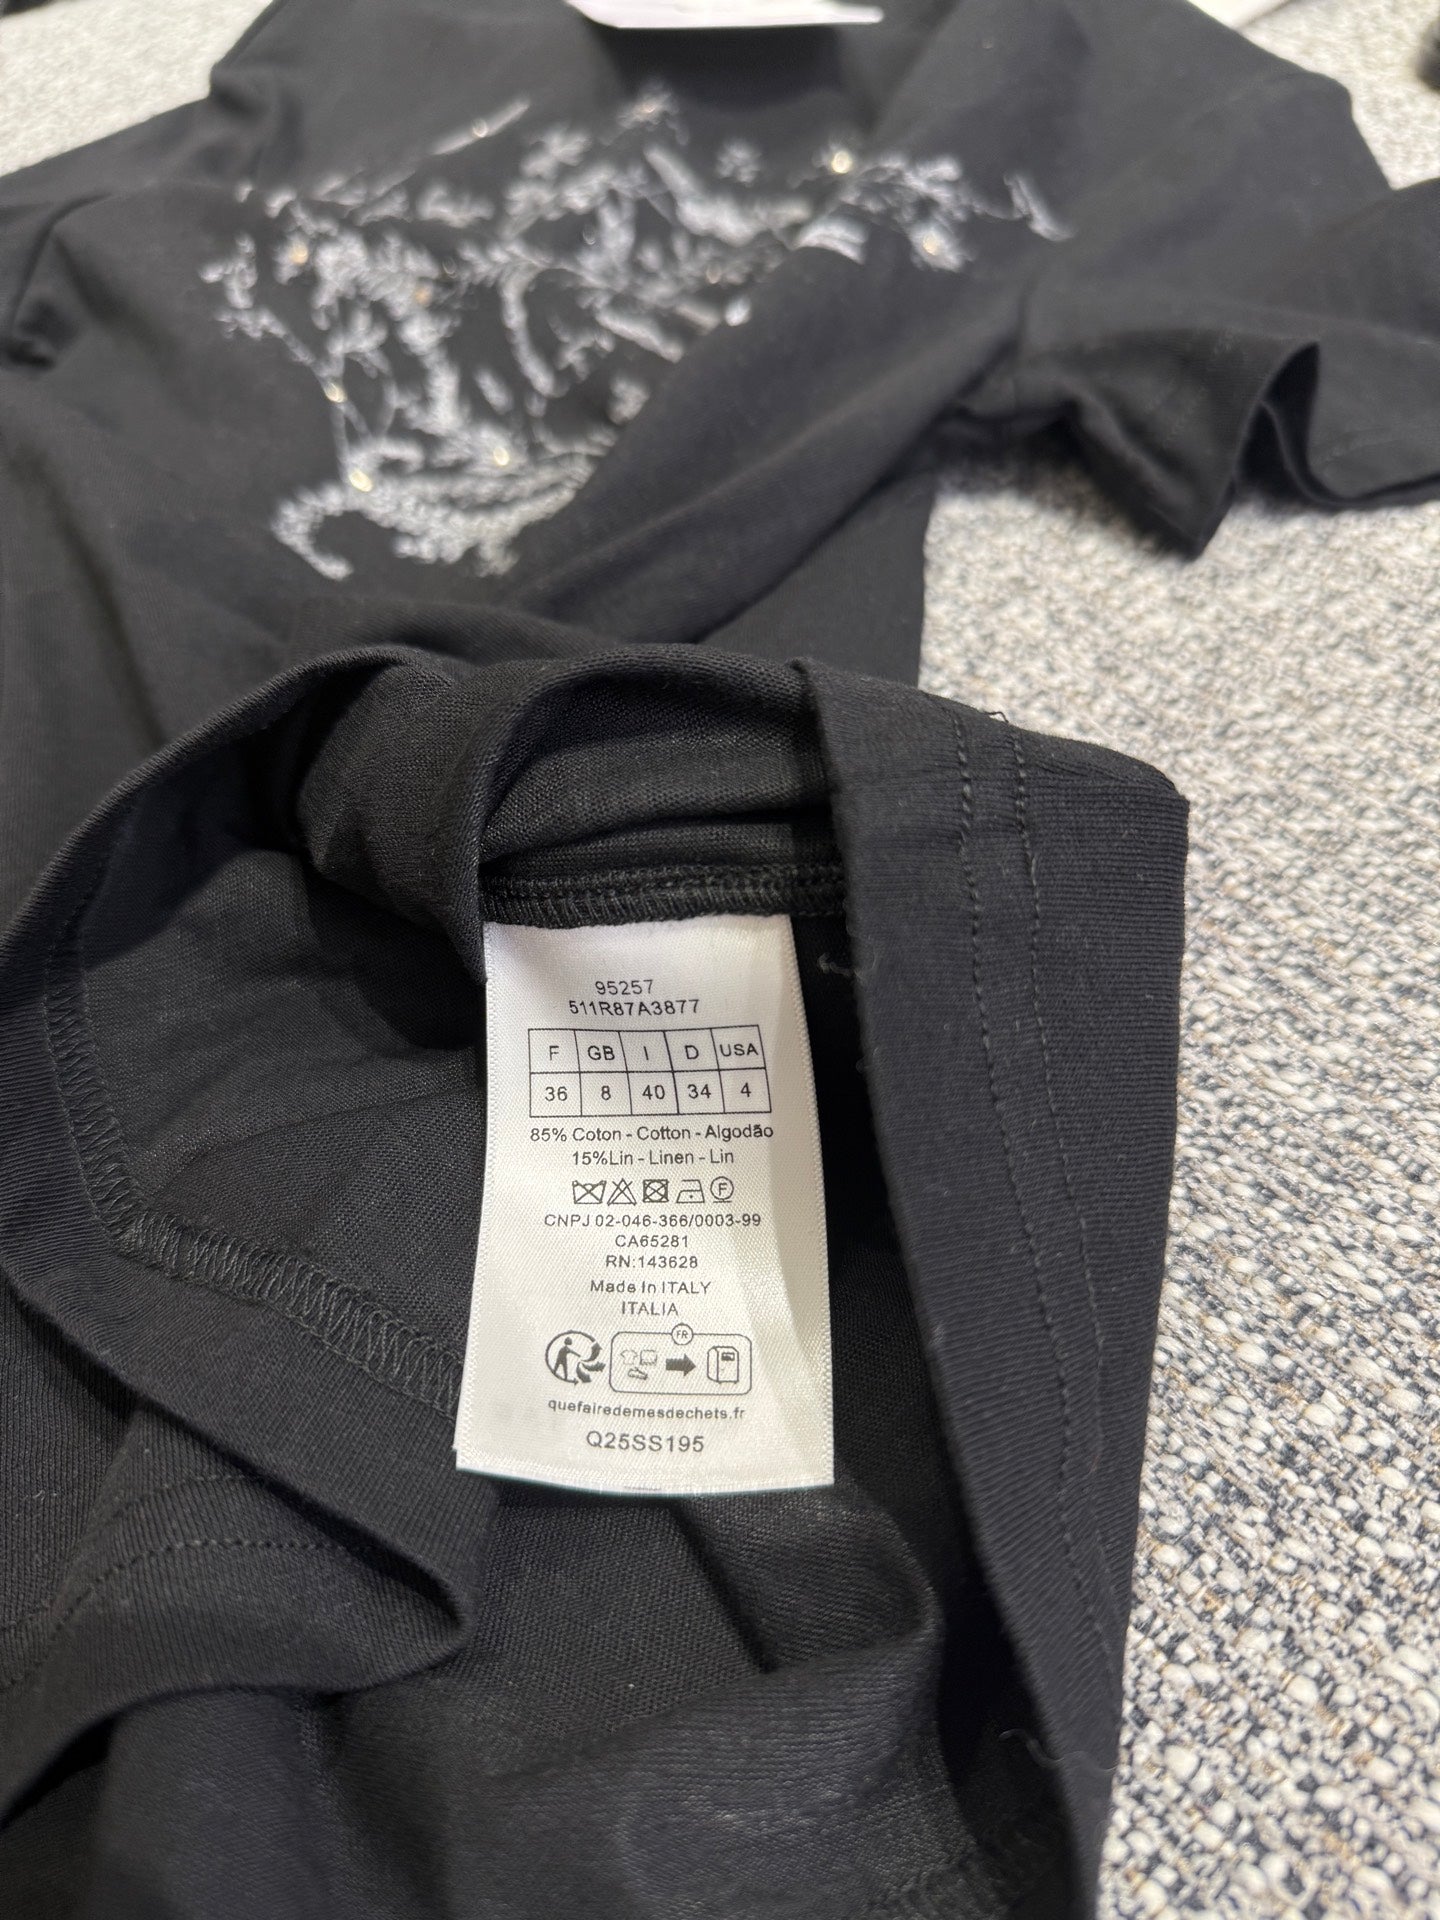 95257
511R87A3877
F GB I D USA
36 8 40 34 4
85% Coton - Cotton - Algodão
15%Lin - Linen - Lin
F
CNPJ 02-046-366/0003-99
CA65281
RN:143628
Made In ITALY
ITALIA
FR
quefairedemesdechets.fr
Q25SS195